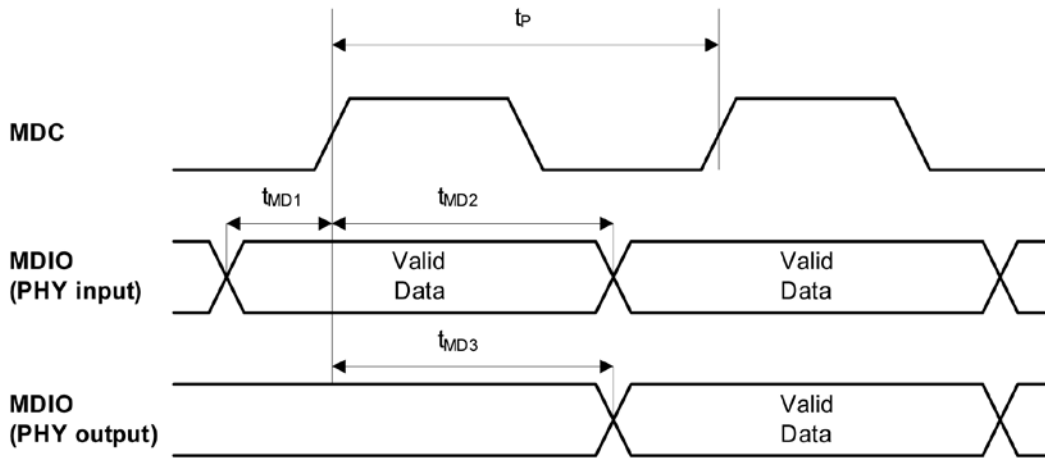 tP
MDC
tMD1
tMD2
MDIO
(PHY input)
Valid
Data
Valid
Data
tMD3
MDIO
(PHY output)
Valid
Data